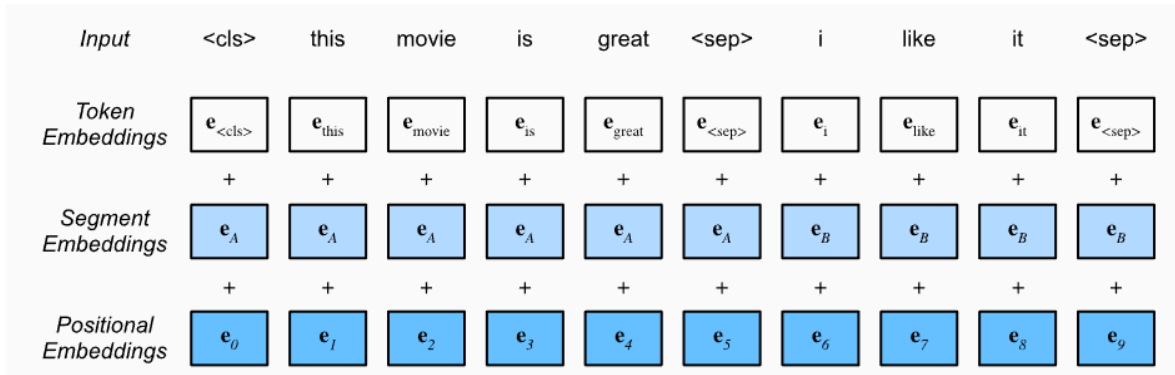 Input <cls> this movie is great <sep> i like it <sep>
Token Embeddings e<cls> ethis emovie eis egreat e<sep> ei elike eit e<sep>
+ + + + + + + + + +
Segment Embeddings eA eA eA eA eA eA eB eB eB eB
+ + + + + + + + + +
Positional Embeddings e0 e1 e2 e3 e4 e5 e6 e7 e8 e9